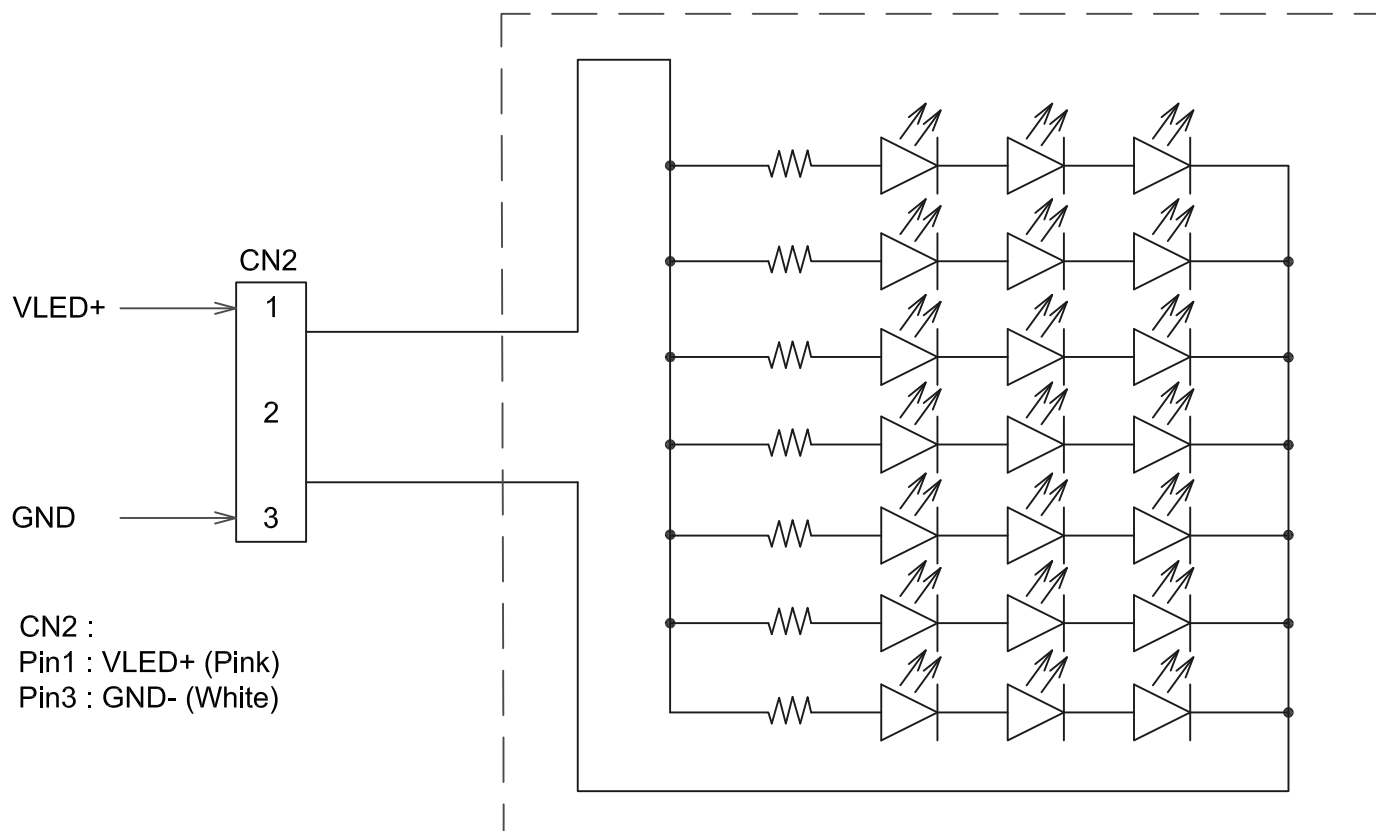 CN2
VLED+
1
2
GND
3
CN2 :
Pin1 : VLED+ (Pink)
Pin3 : GND- (White)